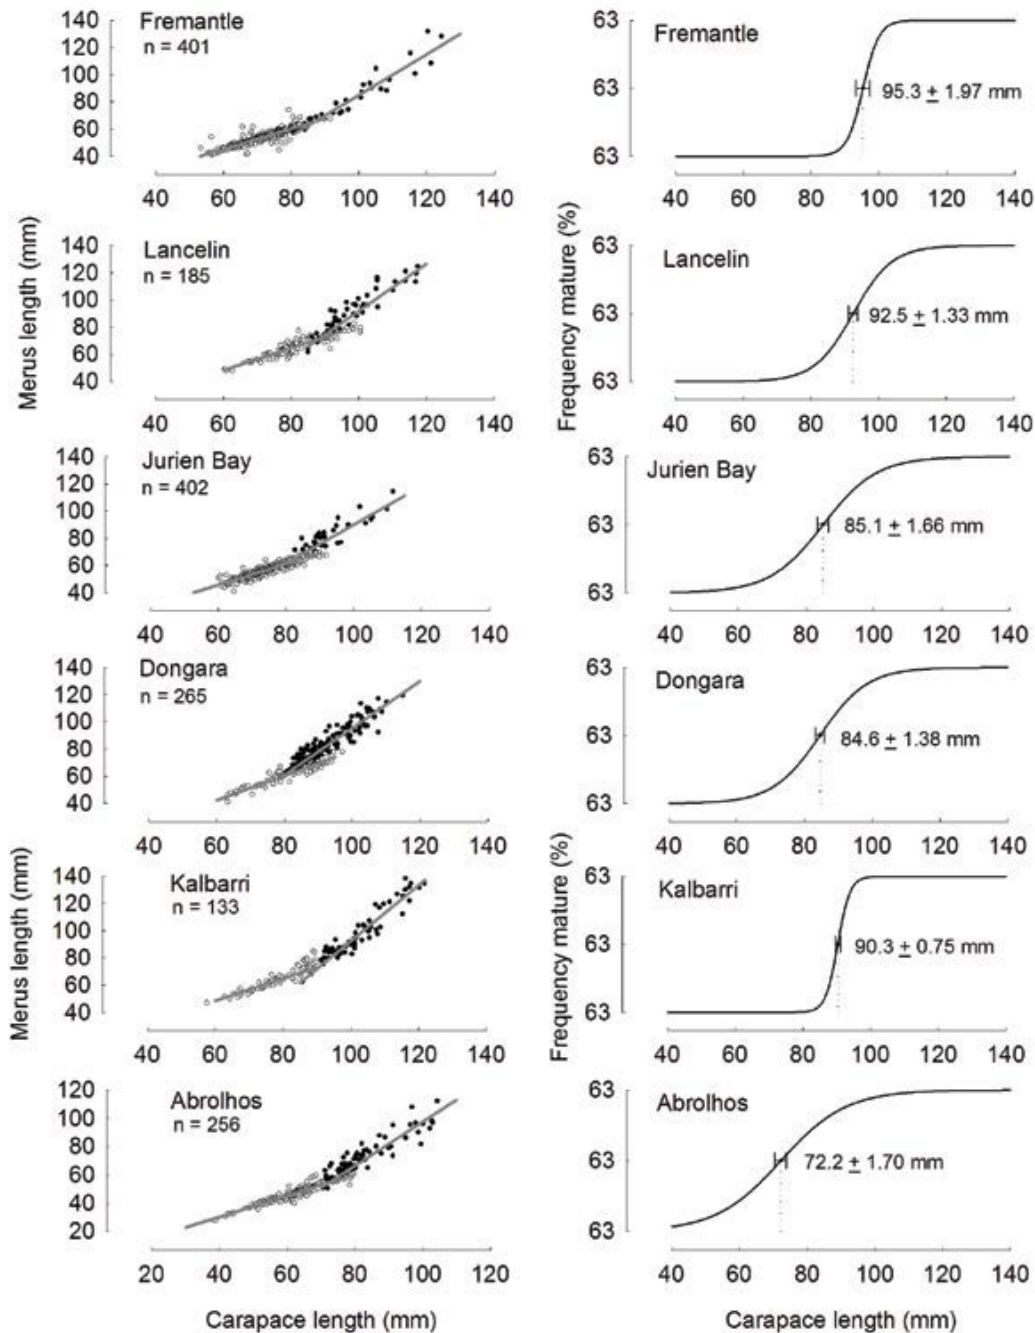 Fremantle
n = 401
140
120
100
80
60
40
40 60 80 100 120 140
Fremantle
63
63
63
95.3 ± 1.97 mm
40 60 80 100 120 140
Merus length (mm)
Lancelin
n = 185
140
120
100
80
60
40
40 60 80 100 120 140
Frequency mature (%)
Lancelin
63
63
63
92.5 ± 1.33 mm
40 60 80 100 120 140
Jurien Bay
n = 402
140
120
100
80
60
40
40 60 80 100 120 140
Jurien Bay
63
63
63
85.1 ± 1.66 mm
40 60 80 100 120 140
Dongara
n = 265
140
120
100
80
60
40
40 60 80 100 120 140
Dongara
63
63
63
84.6 ± 1.38 mm
40 60 80 100 120 140
Merus length (mm)
Kalbarri
n = 133
140
120
100
80
60
40
40 60 80 100 120 140
Frequency mature (%)
Kalbarri
63
63
63
90.3 ± 0.75 mm
40 60 80 100 120 140
Abrolhos
n = 256
120
100
80
60
40
20
20 40 60 80 100 120
Carapace length (mm)
Abrolhos
63
63
63
72.2 ± 1.70 mm
40 60 80 100 120 140
Carapace length (mm)